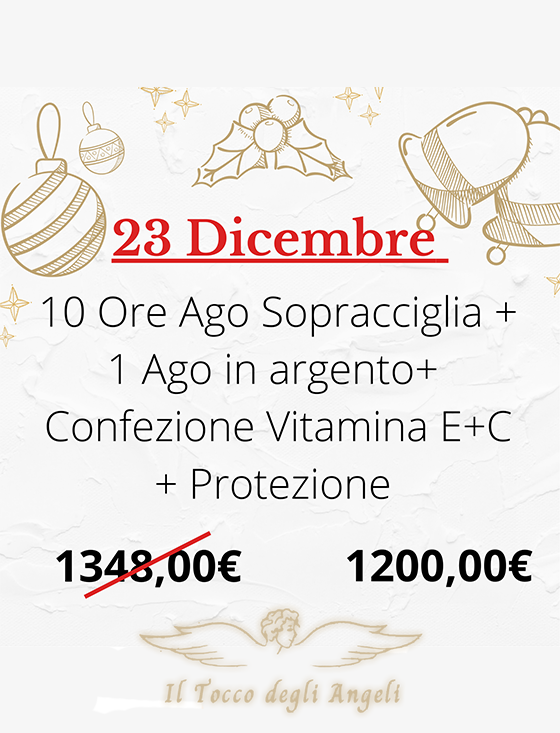 23 Dicembre
10 Ore Ago Sopracciglia +
1 Ago in argento+
Confezione Vitamina E+C
+ Protezione
1348,00€ 1200,00€
Il Tocco degli Angeli